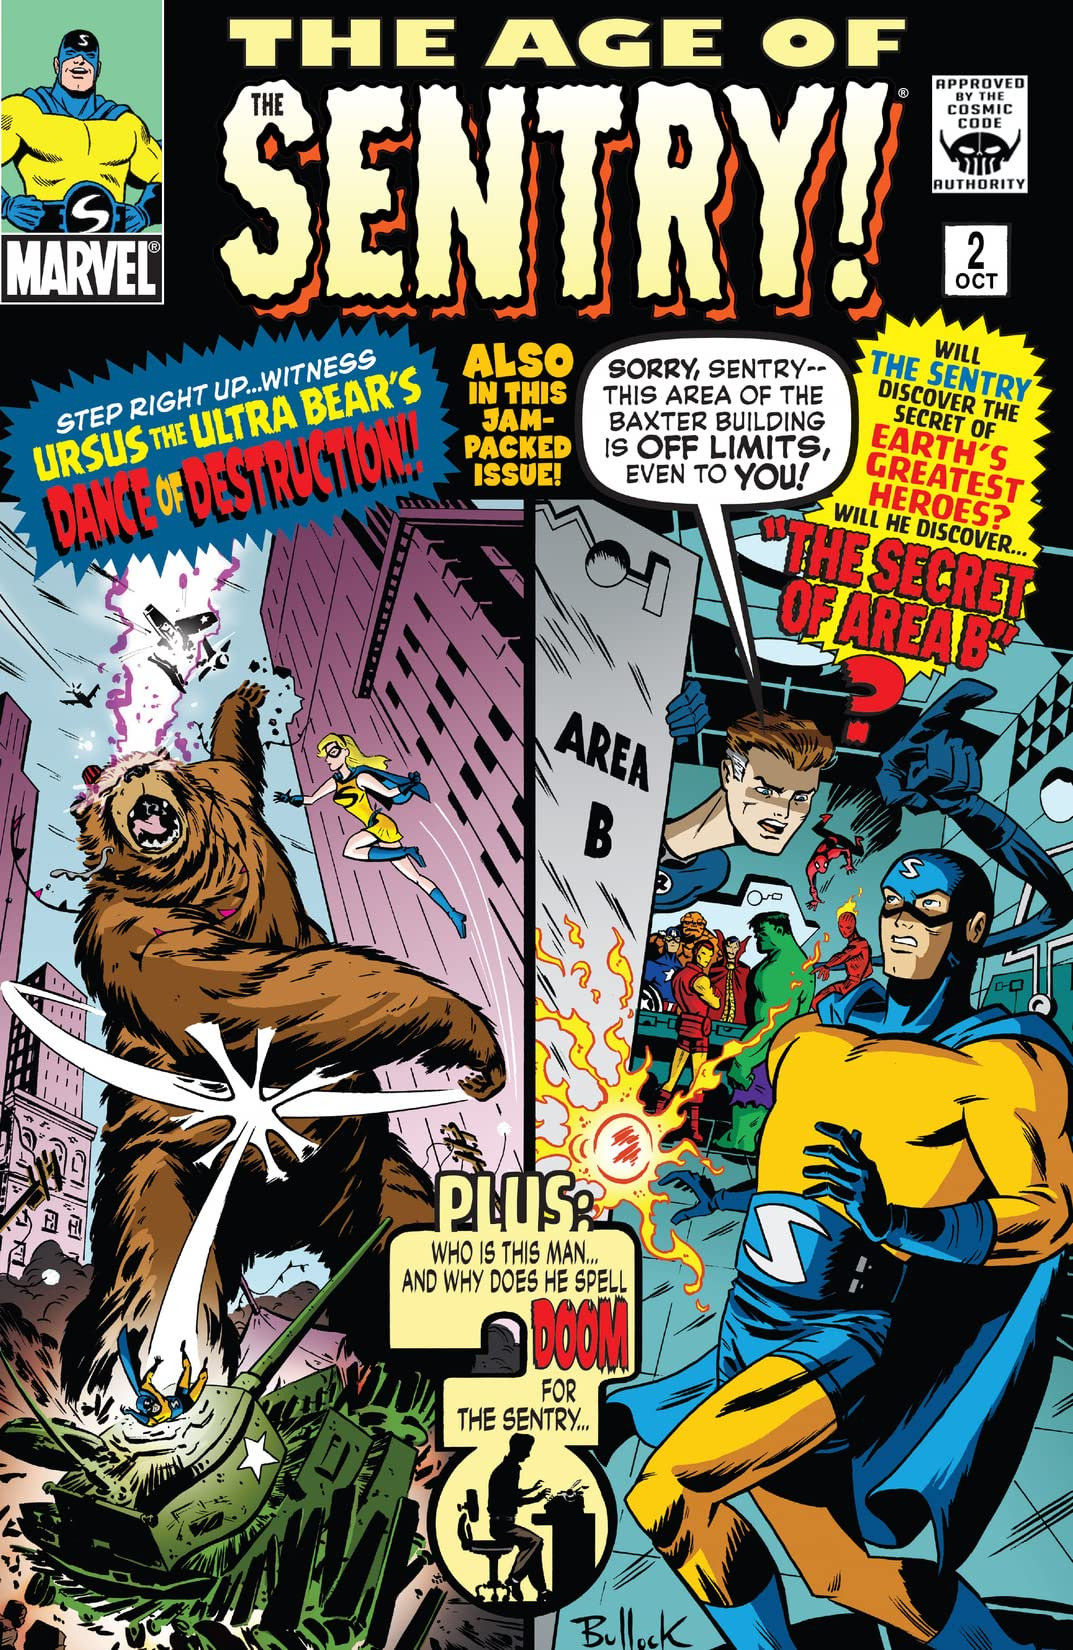 THE AGE OF
THE
SENTRY!
®
S
S
MARVEL®
APPROVED
BY THE
COSMIC
CODE
AUTHORITY
2
OCT
STEP RIGHT UP...WITNESS
URSUS THE ULTRA BEAR'S
DANCE OF DESTRUCTION!!
ALSO
IN THIS
JAM-
PACKED
ISSUE!
SORRY, SENTRY--
THIS AREA OF THE
BAXTER BUILDING
IS OFF LIMITS,
EVEN TO YOU!
WILL
THE SENTRY
DISCOVER THE
SECRET OF
EARTH'S
GREATEST
HEROES?
WILL HE DISCOVER...
"THE SECRET
OF AREA B"
?
AREA
B
S
S
S
PLUS:
WHO IS THIS MAN...
AND WHY DOES HE SPELL
DOOM
FOR
THE SENTRY...
Bullock